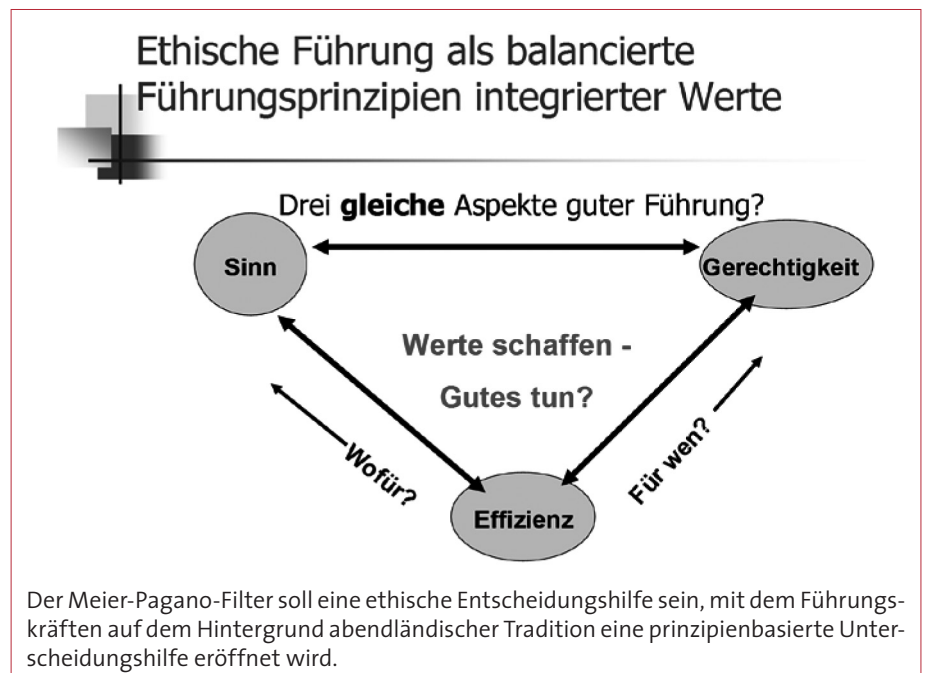 Ethische Führung als balancierte
Führungsprinzipien integrierter Werte
Drei gleiche Aspekte guter Führung?
Sinn
Gerechtigkeit
Werte schaffen -
Gutes tun?
Wofür?
Für wen?
Effizienz
Der Meier-Pagano-Filter soll eine ethische Entscheidungshilfe sein, mit dem Führungs-
kräften auf dem Hintergrund abendländischer Tradition eine prinzipienbasierte Unter-
scheidungshilfe eröffnet wird.